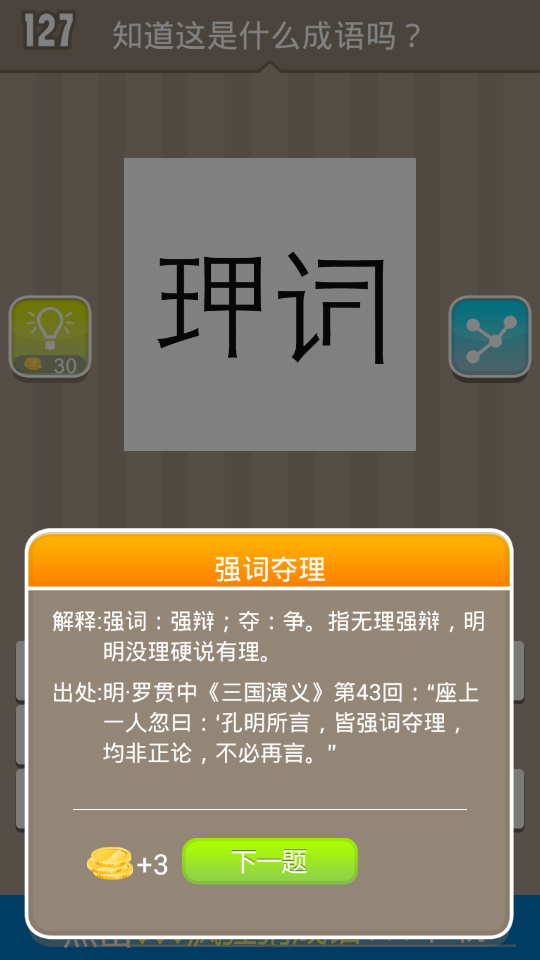 127
知道这是什么成语吗？
30
强词夺理
解释:强词：强辩；夺：争。指无理强辩，明
明没理硬说有理。
出处:明·罗贯中《三国演义》第43回：“座上
一人忽曰：‘孔明所言，皆强词夺理，
均非正论，不必再言。”
+3
下一题